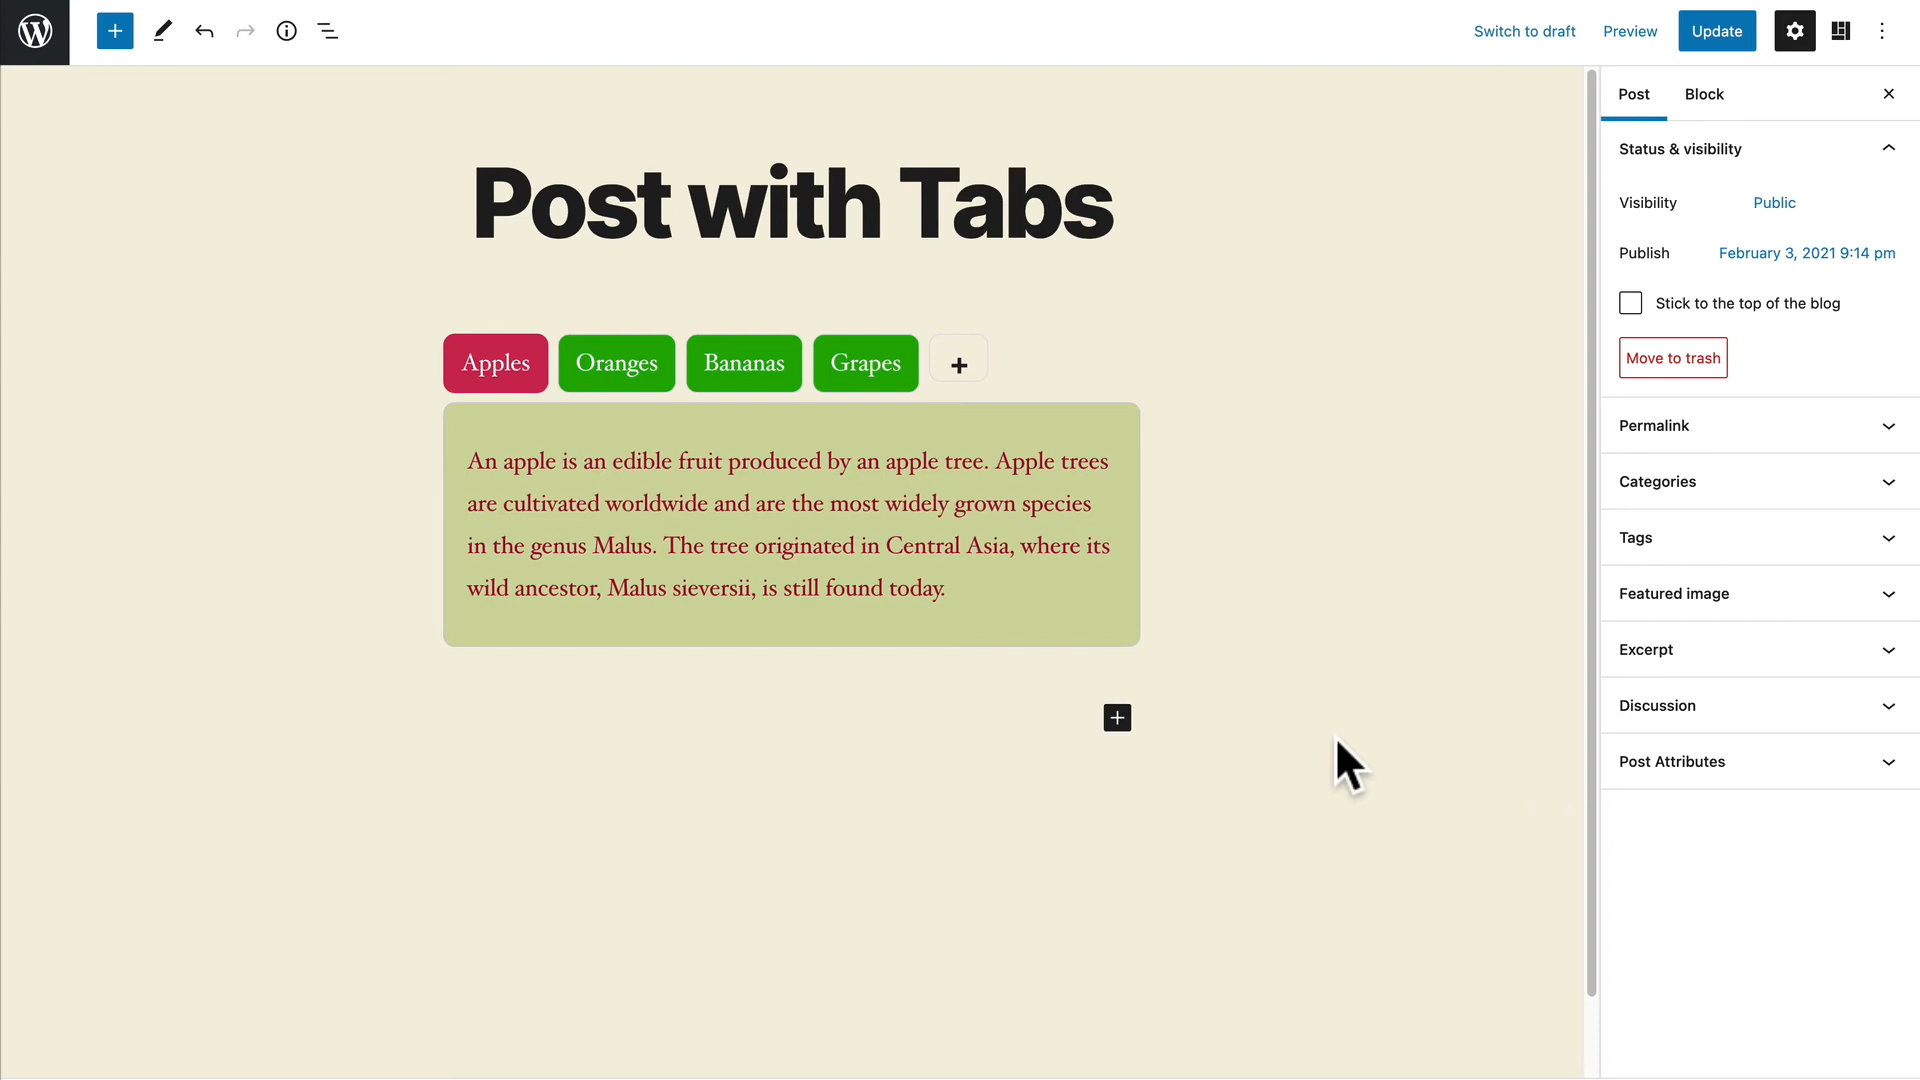 Switch to draft Preview Update
Post Block
Post with Tabs
Apples Oranges Bananas Grapes
An apple is an edible fruit produced by an apple tree. Apple trees
are cultivated worldwide and are the most widely grown species
in the genus Malus. The tree originated in Central Asia, where its
wild ancestor, Malus sieversii, is still found today.
Status & visibility
Visibility Public
Publish February 3, 2021 9:14 pm
Stick to the top of the blog
Move to trash
Permalink
Categories
Tags
Featured image
Excerpt
Discussion
Post Attributes